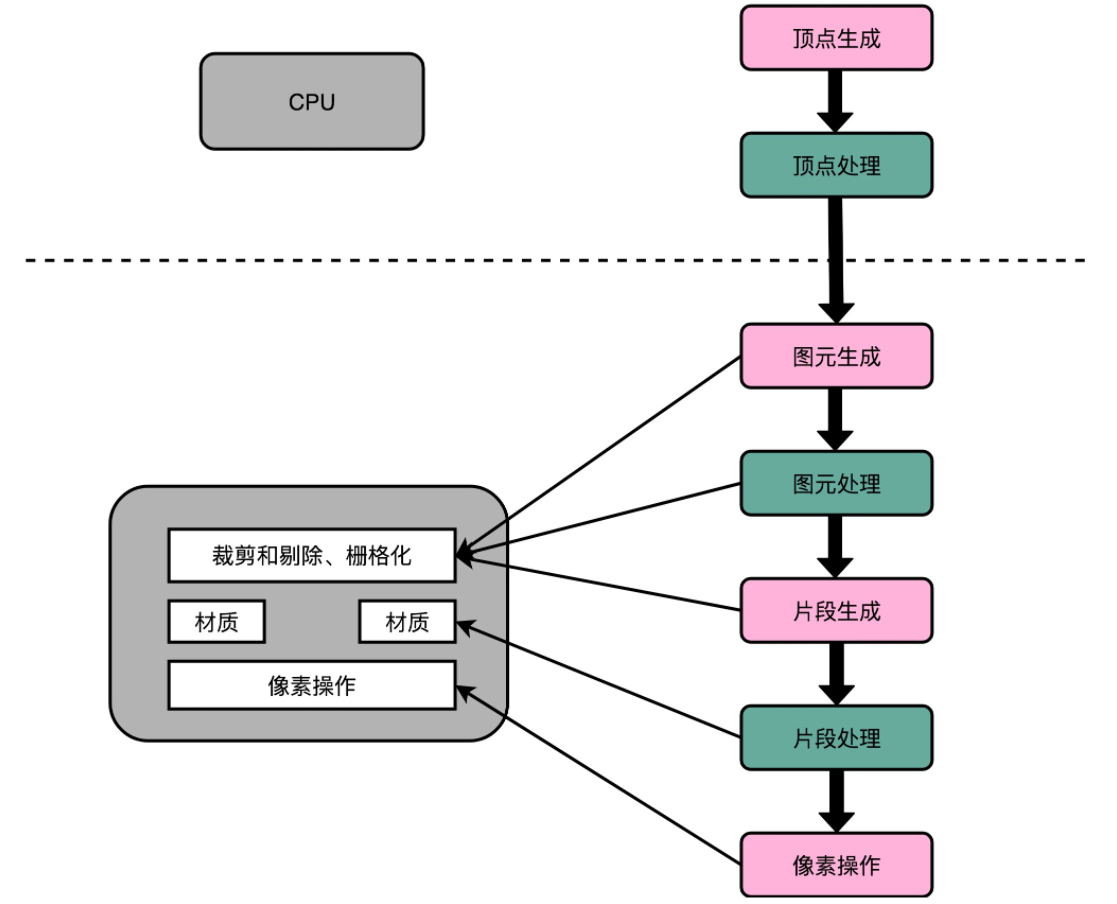 顶点生成
CPU
顶点处理
图元生成
图元处理
裁剪和剔除、栅格化
材质
材质
片段生成
像素操作
片段处理
像素操作